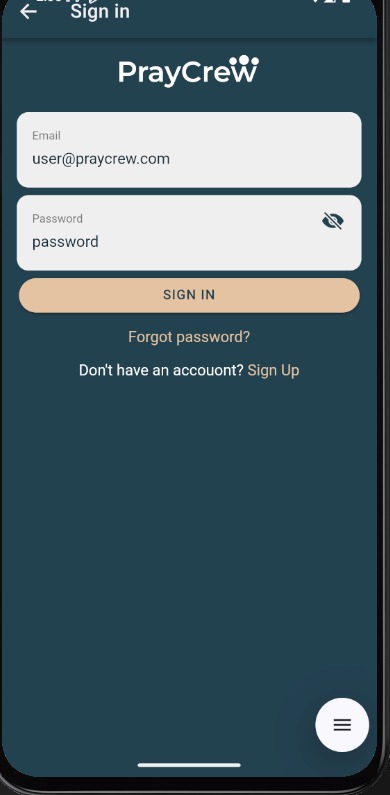 Sign in
PrayCrew
Email
user@praycrew.com
Password
password
SIGN IN
Forgot password?
Don't have an accouont? Sign Up